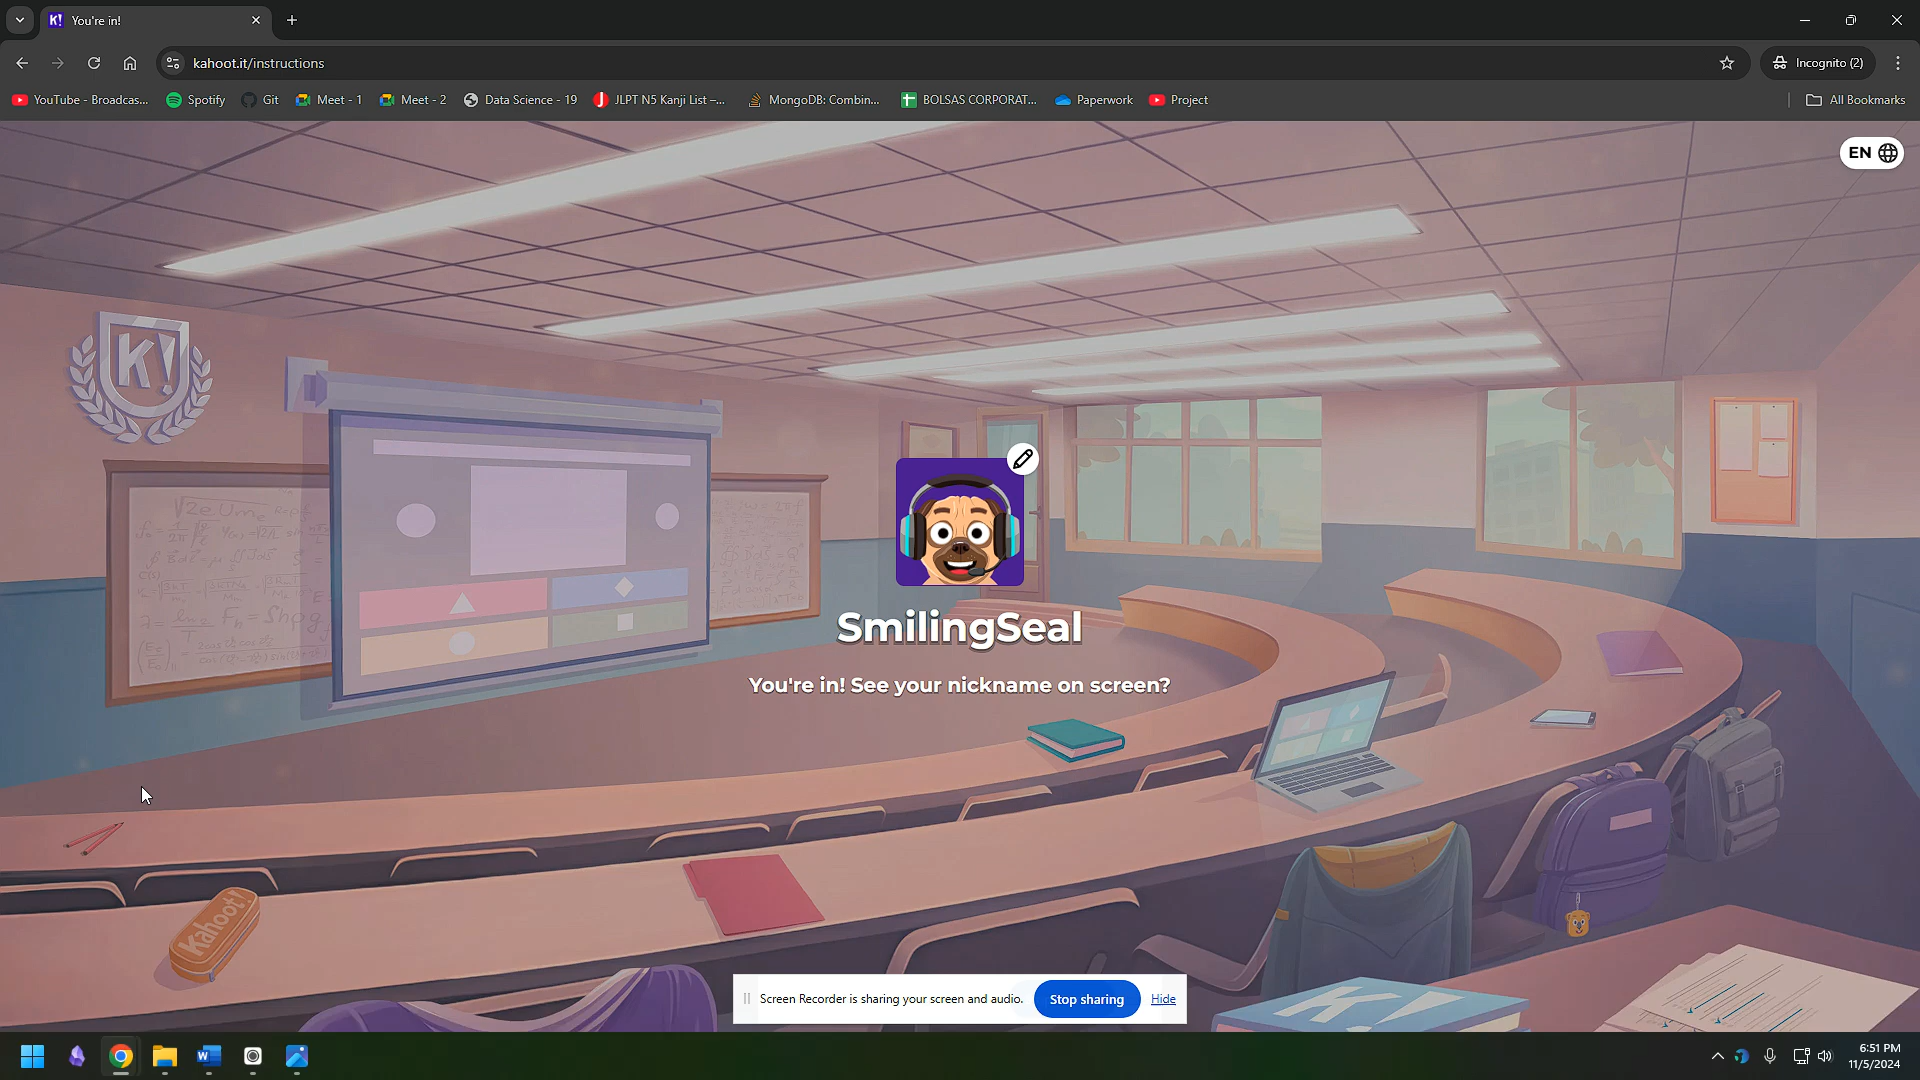 You're in!
kahoot.it/instructions
Incognito (2)
YouTube - Broadcas...
Spotify
Git
Meet - 1
Meet - 2
Data Science - 19
JLPT N5 Kanji List –...
MongoDB: Combin...
BOLSAS CORPORAT...
Paperwork
Project
All Bookmarks
EN
K!
SmilingSeal
You're in! See your nickname on screen?
Kahoot!
K!
Screen Recorder is sharing your screen and audio.
Stop sharing
Hide
6:51 PM
11/5/2024